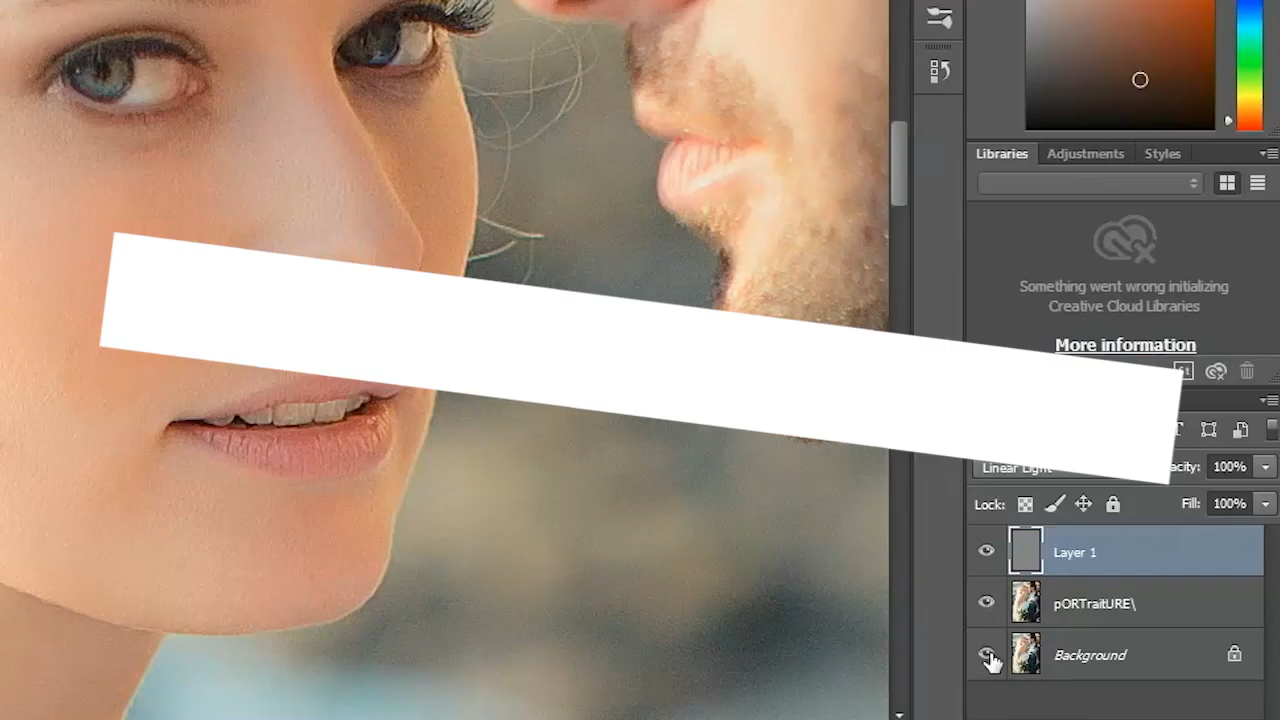 Libraries
Adjustments
Styles
Something went wrong initializing
Creative Cloud Libraries
More information
Linear Light
100%
Lock:
Fill:
100%
Layer 1
pORTraitURE\
Background